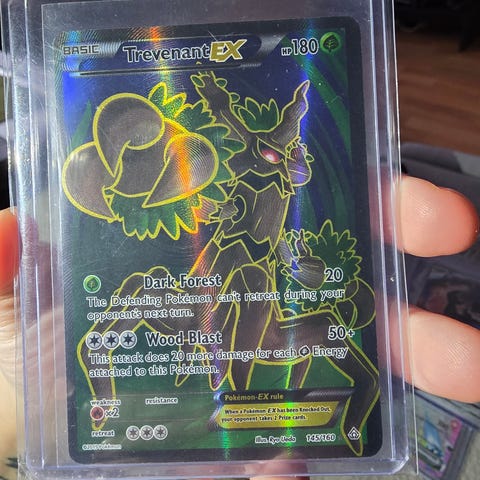 BASIC Trevenant EX HP180
Dark Forest 20
The Defending Pokémon can't retreat during your
opponent's next turn.
Wood Blast 50+
This attack does 20 more damage for each Energy
attached to this Pokémon.
weakness resistance
×2
retreat
Pokémon-EX rule
When a Pokémon-EX has been Knocked Out,
your opponent takes 2 Prize cards.
©2015 Pokémon
Illus. Ryo Ueda 145/160